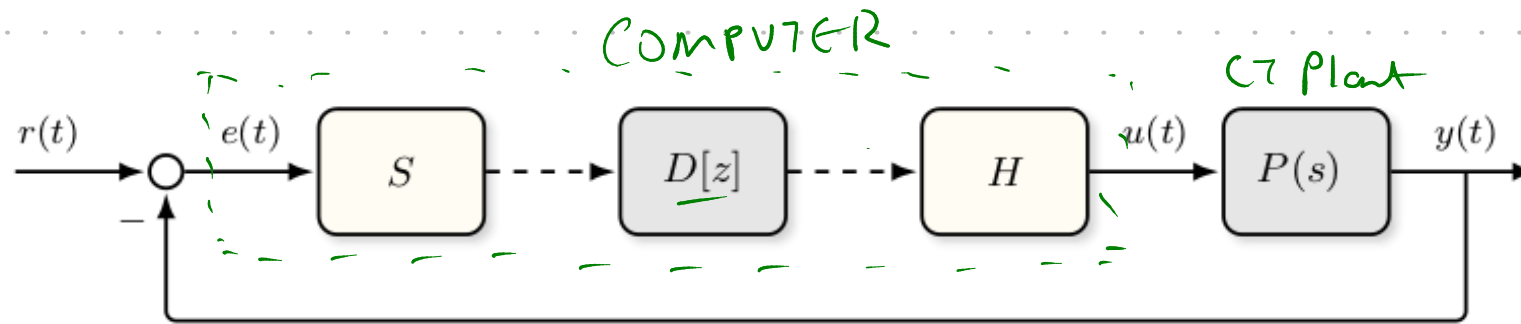 COMPUTER
CT Plant
r(t) e(t) u(t) y(t)
S D[z] H P(s)
−